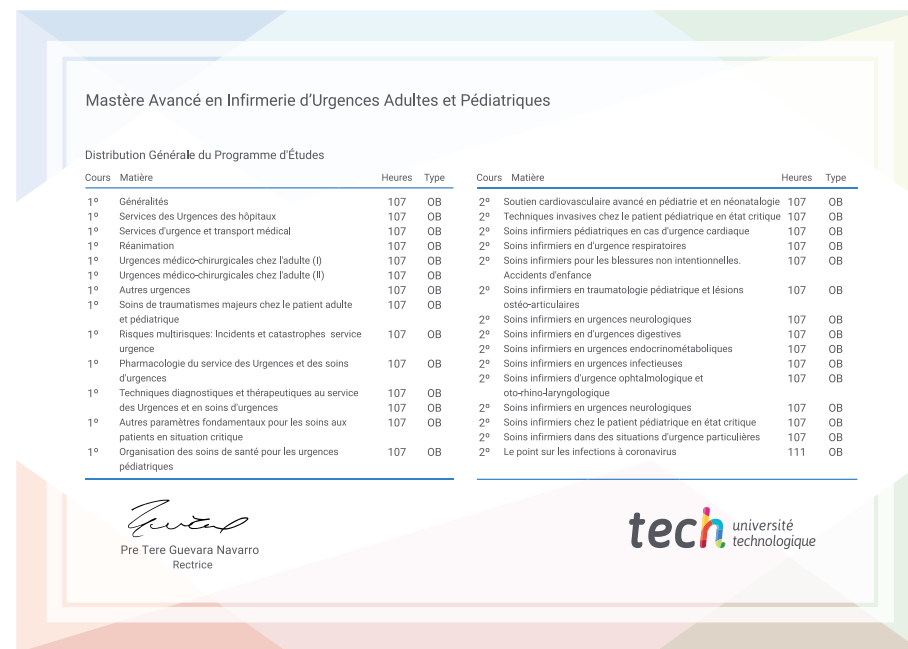 Mastère Avancé en Infirmerie d’Urgences Adultes et Pédiatriques
Distribution Générale du Programme d'Études
Cours Matière Heures Type
1º Généralités 107 OB
1º Services des Urgences des hôpitaux 107 OB
1º Services d'urgence et transport médical 107 OB
1º Réanimation 107 OB
1º Urgences médico-chirurgicales chez l'adulte (I) 107 OB
1º Urgences médico-chirurgicales chez l'adulte (II) 107 OB
1º Autres urgences 107 OB
1º Soins de traumatismes majeurs chez le patient adulte 107 OB
et pédiatrique
1º Risques multirisques: Incidents et catastrophes service 107 OB
urgence
1º Pharmacologie du service des Urgences et des soins 107 OB
d'urgences
1º Techniques diagnostiques et thérapeutiques au service 107 OB
des Urgences et en soins d'urgences 107 OB
1º Autres paramètres fondamentaux pour les soins aux 107 OB
patients en situation critique
1º Organisation des soins de santé pour les urgences 107 OB
pédiatriques
Cours Matière Heures Type
2º Soutien cardiovasculaire avancé en pédiatrie et en néonatalogie 107 OB
2º Techniques invasives chez le patient pédiatrique en état critique 107 OB
2º Soins infirmiers pédiatriques en cas d'urgence cardiaque 107 OB
2º Soins infirmiers en d'urgence respiratoires 107 OB
2º Soins infirmiers pour les blessures non intentionnelles. 107 OB
Accidents d'enfance
2º Soins infirmiers en traumatologie pédiatrique et lésions 107 OB
ostéo-articulaires
2º Soins infirmiers en urgences neurologiques 107 OB
2º Soins infirmiers en d'urgences digestives 107 OB
2º Soins infirmiers en urgences endocrinométaboliques 107 OB
2º Soins infirmiers en urgences infectieuses 107 OB
2º Soins infirmiers d'urgence ophtalmologique et 107 OB
oto-rhino-laryngologique
2º Soins infirmiers en urgences neurologiques 107 OB
2º Soins infirmiers chez le patient pédiatrique en état critique 107 OB
2º Soins infirmiers dans des situations d'urgence particulières 107 OB
2º Le point sur les infections à coronavirus 111 OB
Pre Tere Guevara Navarro
Rectrice
tech université
technologique